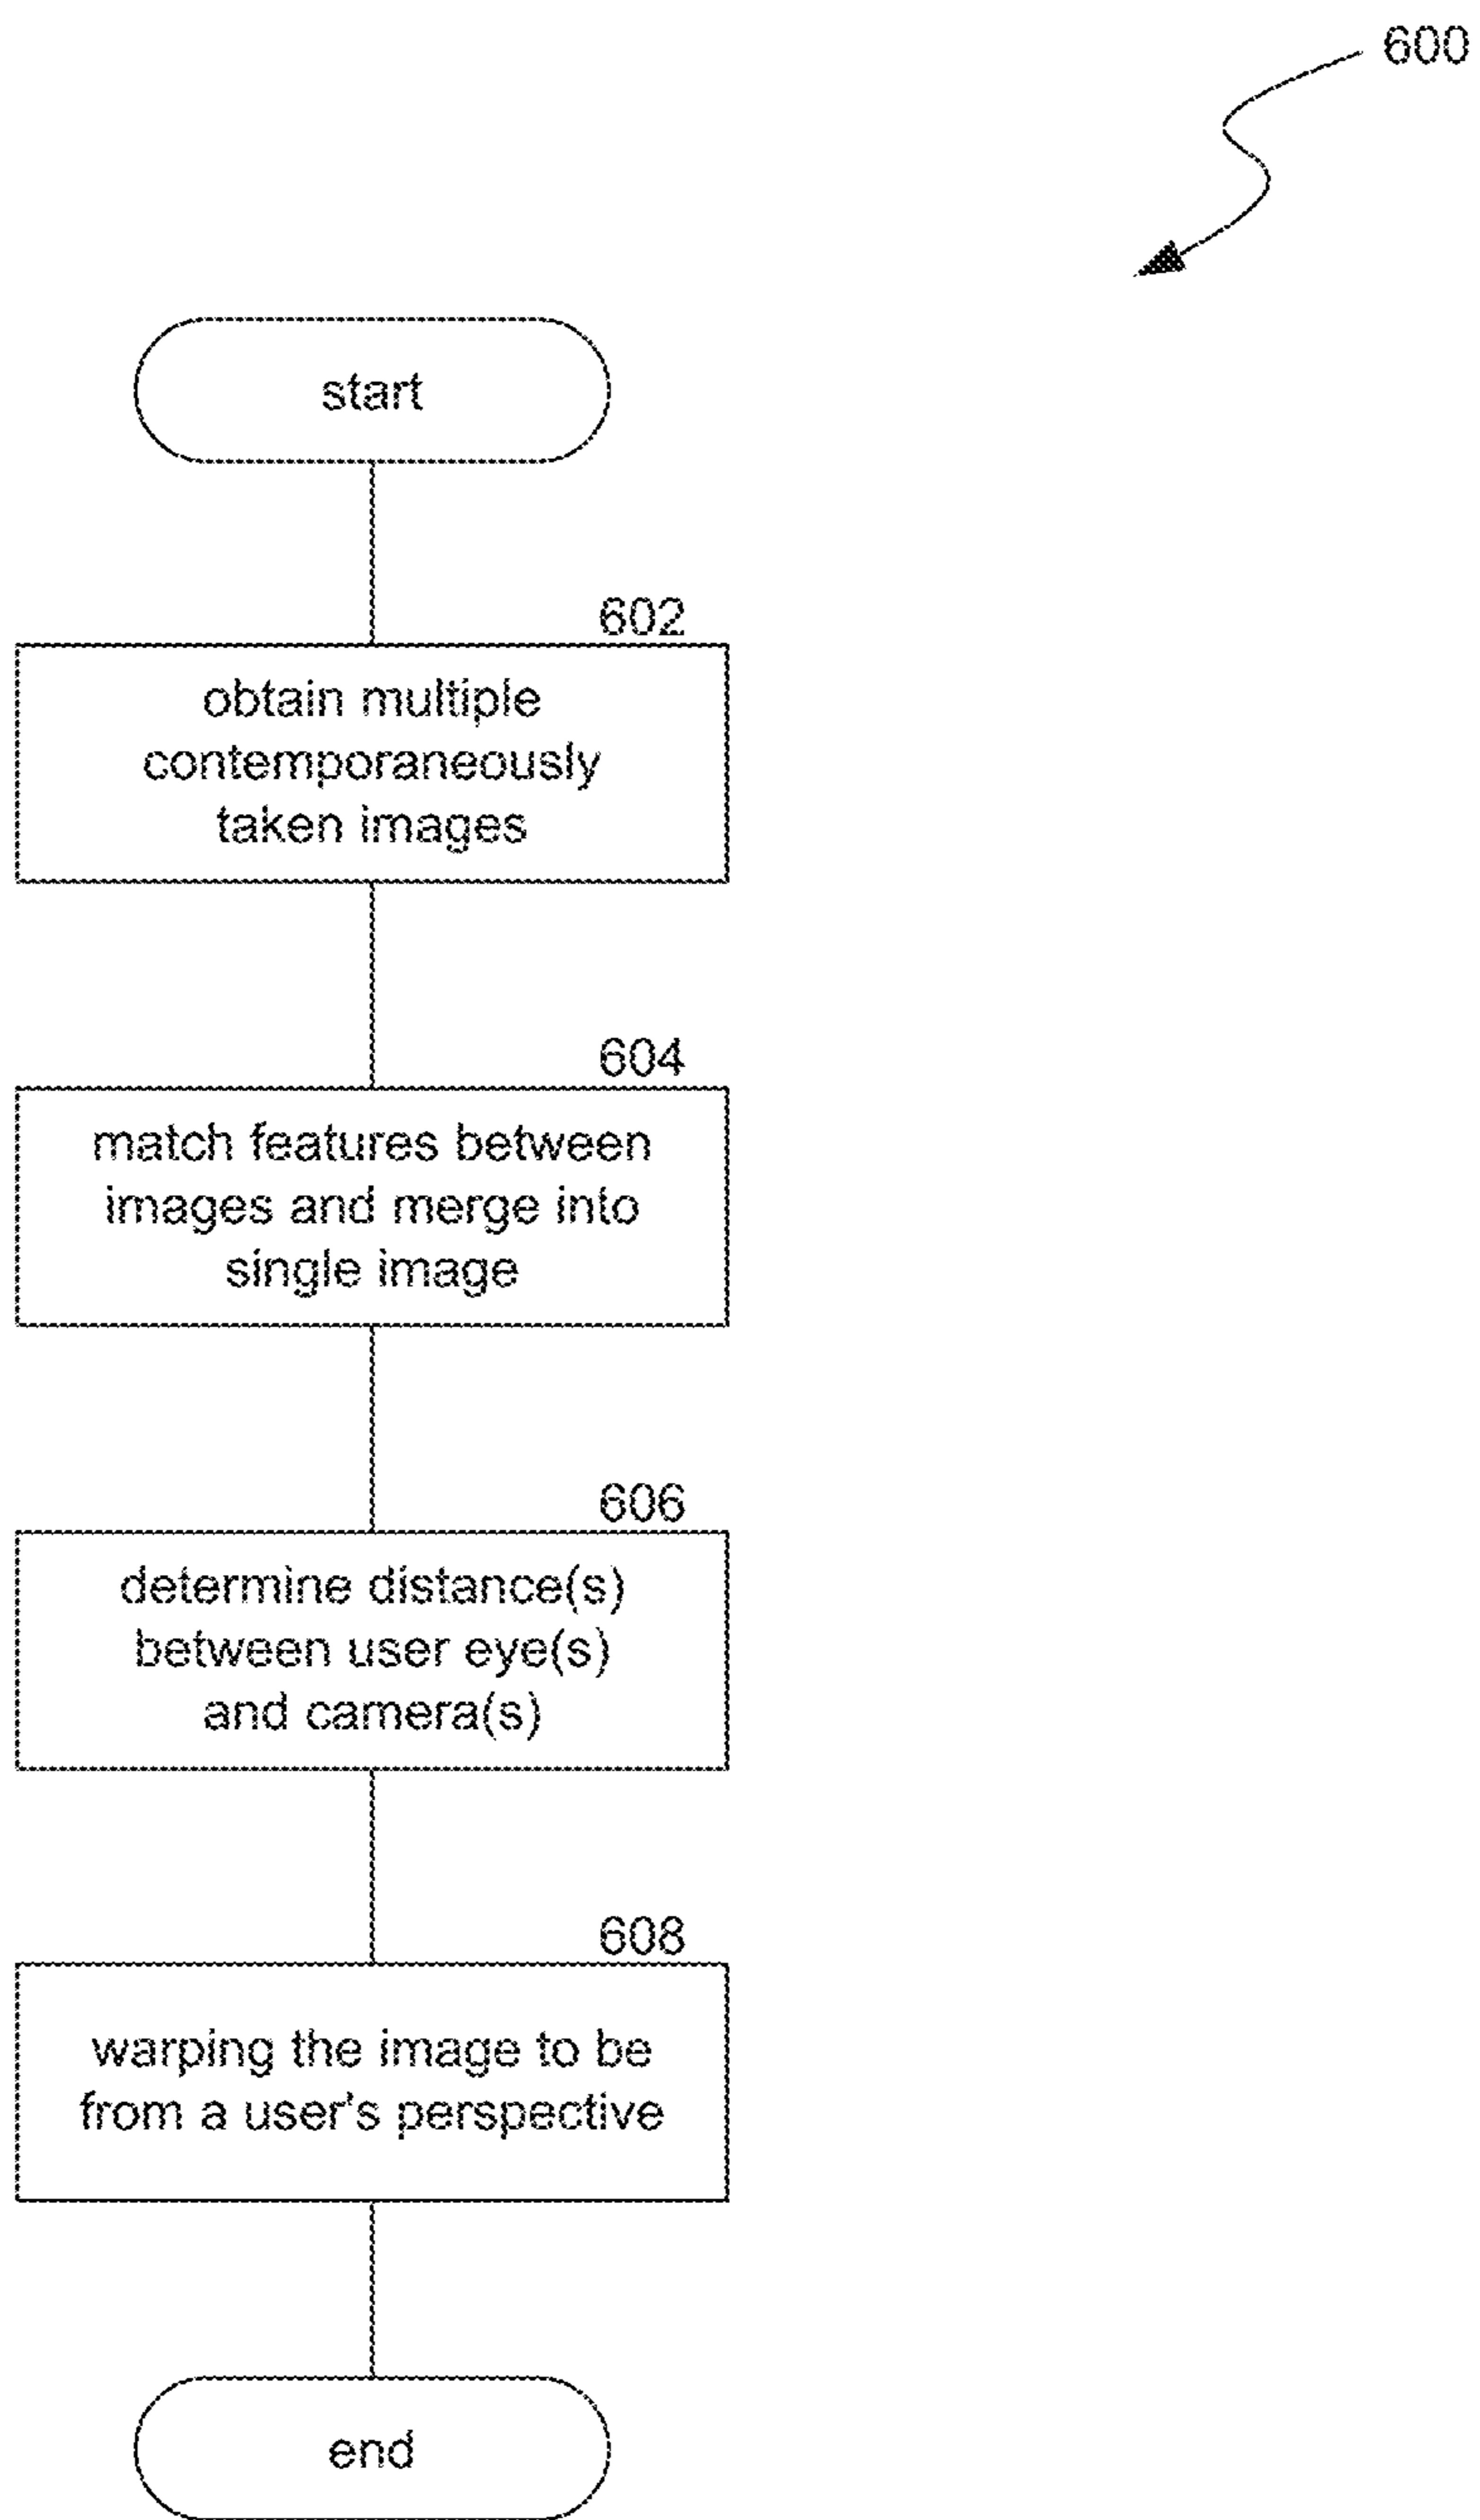 600
start
602
obtain multiple
contemporaneously
taken images
604
match features between
images and merge into
single image
606
determine distance(s)
between user eye(s)
and camera(s)
608
warping the image to be
from a user's perspective
end